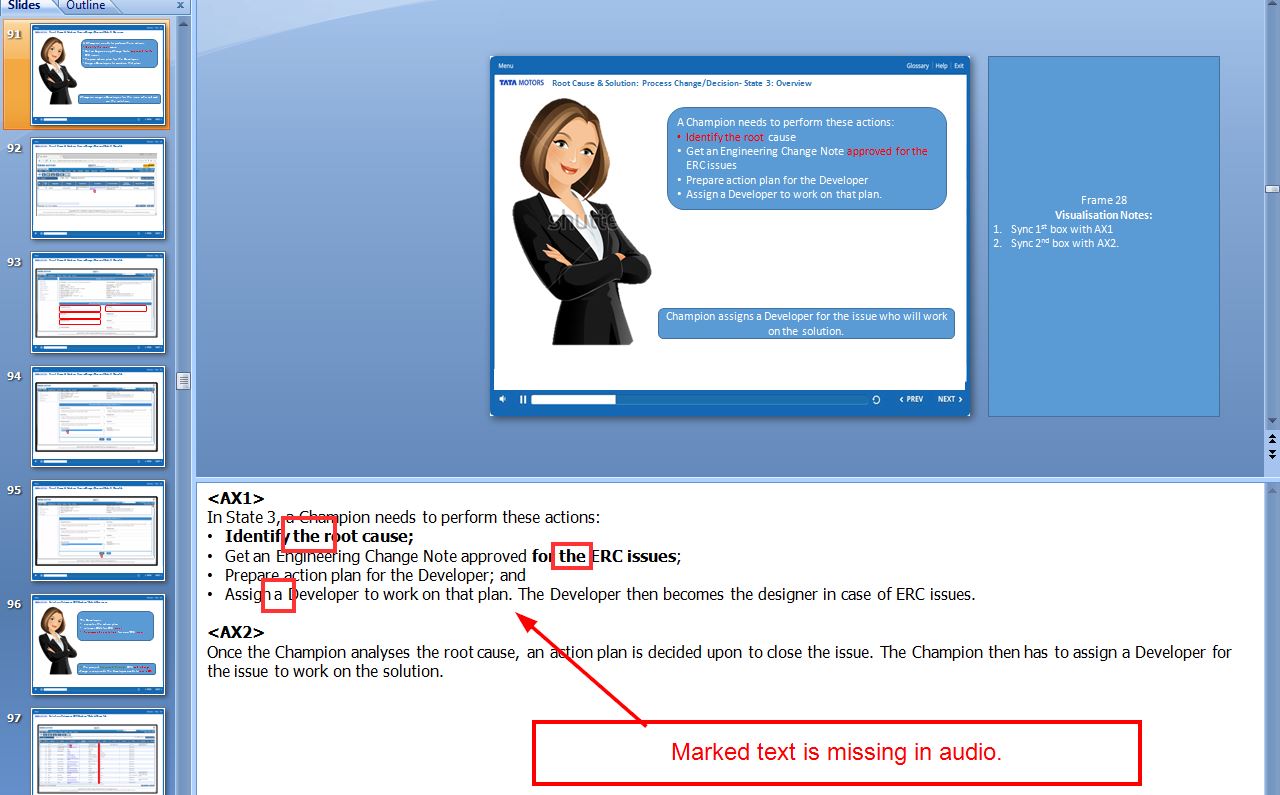 Slides Outline x
91
92
93
94
95
96
97
Menu Glossary | Help | Exit
TATA MOTORS Root Cause & Solution: Process Change/Decision- State 3: Overview
A Champion needs to perform these actions:
• Identify the root cause
• Get an Engineering Change Note approved for the
ERC issues
• Prepare action plan for the Developer
• Assign a Developer to work on that plan.
shutte
Champion assigns a Developer for the issue who will work
on the solution.
PREV NEXT
Frame 28
Visualisation Notes:
1. Sync 1st box with AX1
2. Sync 2nd box with AX2.
<AX1>
In State 3, a Champion needs to perform these actions:
• Identify the root cause;
• Get an Engineering Change Note approved for the ERC issues;
• Prepare action plan for the Developer; and
• Assign a Developer to work on that plan. The Developer then becomes the designer in case of ERC issues.
<AX2>
Once the Champion analyses the root cause, an action plan is decided upon to close the issue. The Champion then has to assign a Developer for
the issue to work on the solution.
Marked text is missing in audio.